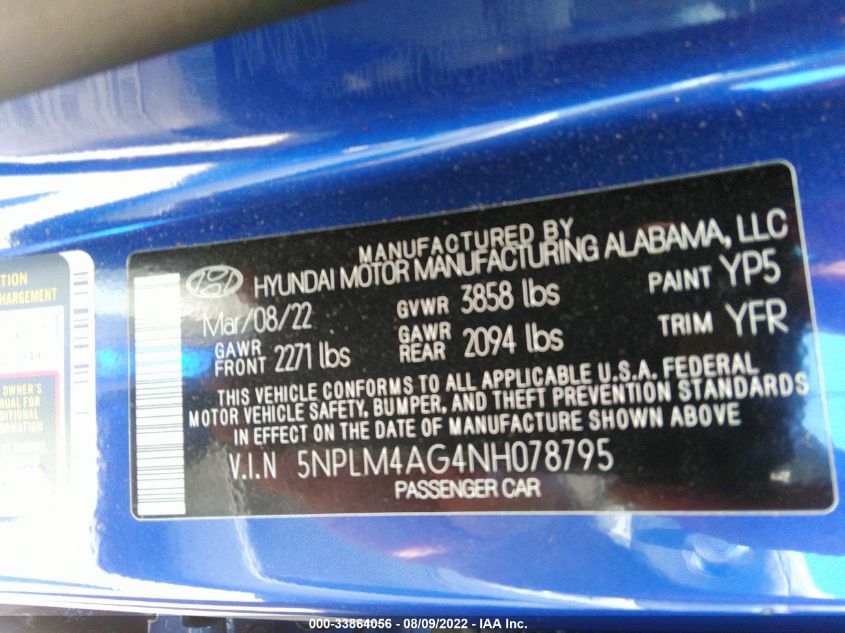 MANUFACTURED BY
HYUNDAI MOTOR MANUFACTURING ALABAMA, LLC
Mar/08/22 GVWR 3858 lbs PAINT YP5
GAWR FRONT 2271 lbs GAWR REAR 2094 lbs TRIM YFR
THIS VEHICLE CONFORMS TO ALL APPLICABLE U.S.A. FEDERAL
MOTOR VEHICLE SAFETY, BUMPER, AND THEFT PREVENTION STANDARDS
IN EFFECT ON THE DATE OF MANUFACTURE SHOWN ABOVE
V.I.N 5NPLM4AG4NH078795
PASSENGER CAR
000-33864056 - 08/09/2022 - IAA Inc.